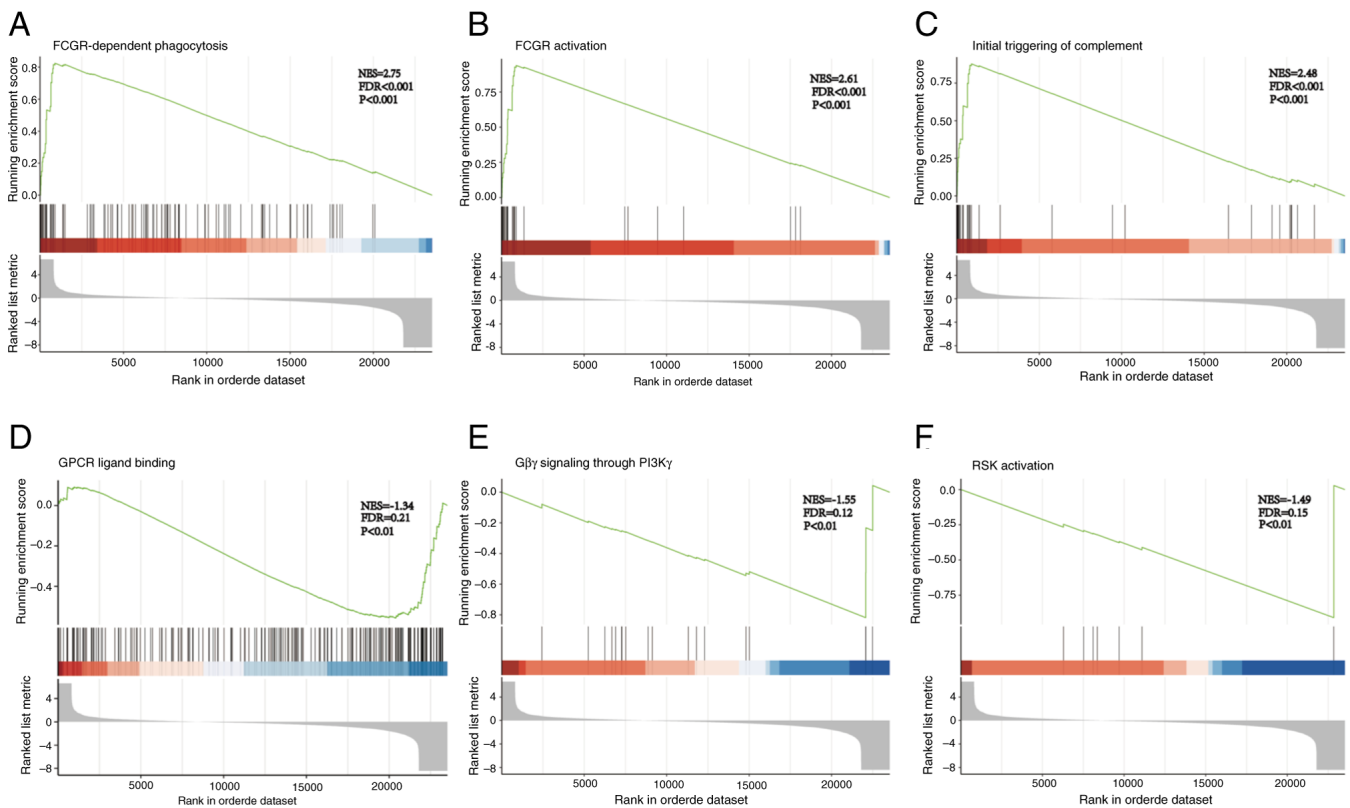 A
FCGR-dependent phagocytosis
Running enrichment score
0.8
0.6
0.4
0.2
0.0
NES=2.75
FDR<0.001
P<0.001
Ranked list metric
4
0
−4
−8
5000
10000
15000
20000
Rank in orderde dataset
B
FCGR activation
Running enrichment score
0.75
0.50
0.25
0.00
NES=2.61
FDR<0.001
P<0.001
Ranked list metric
4
0
−4
−8
5000
10000
15000
20000
Rank in orderde dataset
C
Initial triggering of complement
Running enrichment score
0.75
0.50
0.25
0.00
NES=2.48
FDR<0.001
P<0.001
Ranked list metric
4
0
−4
−8
5000
10000
15000
20000
Rank in orderde dataset
D
GPCR ligand binding
Running enrichment score
0.0
−0.2
−0.4
NES=-1.34
FDR=0.21
P<0.01
Ranked list metric
4
0
−4
−8
5000
10000
15000
20000
Rank in orderde dataset
E
Gβγ signaling through PI3Kγ
Running enrichment score
0.0
−0.2
−0.4
−0.6
−0.8
NES=-1.55
FDR=0.12
P<0.01
Ranked list metric
4
0
−4
−8
5000
10000
15000
20000
Rank in orderde dataset
F
RSK activation
Running enrichment score
0.0
−0.25
−0.50
−0.75
NES=-1.49
FDR=0.15
P<0.01
Ranked list metric
4
0
−4
−8
5000
10000
15000
20000
Rank in orderde dataset